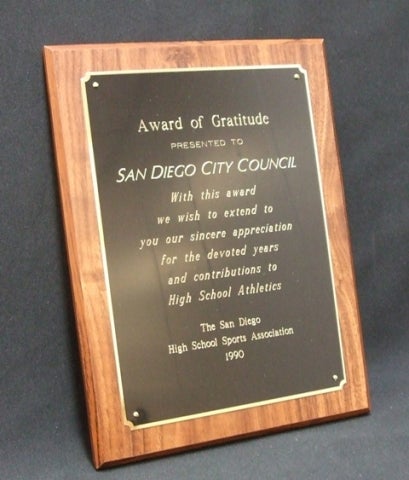 Award of Gratitude
PRESENTED TO
SAN DIEGO CITY COUNCIL
With this award
we wish to extend to
you our sincere appreciation
for the devoted years
and contributions to
High School Athletics
The San Diego
High School Sports Association
1990